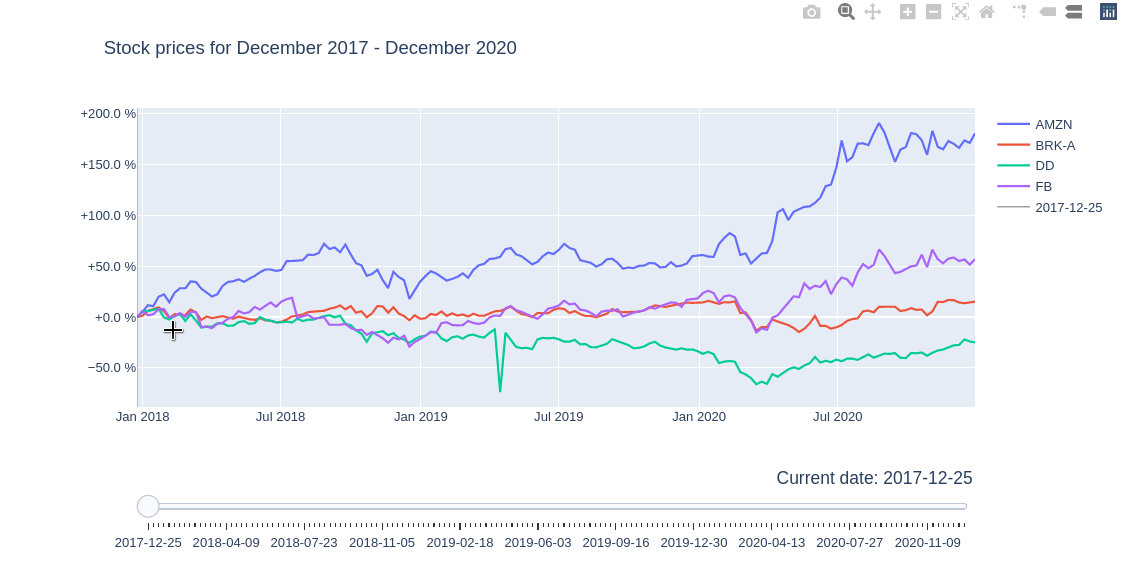 Stock prices for December 2017 - December 2020
+200.0 %
+150.0 %
+100.0 %
+50.0 %
+0.0 %
−50.0 %
Jan 2018 Jul 2018 Jan 2019 Jul 2019 Jan 2020 Jul 2020
AMZN
BRK-A
DD
FB
2017-12-25
Current date: 2017-12-25
2017-12-25 2018-04-09 2018-07-23 2018-11-05 2019-02-18 2019-06-03 2019-09-16 2019-12-30 2020-04-13 2020-07-27 2020-11-09